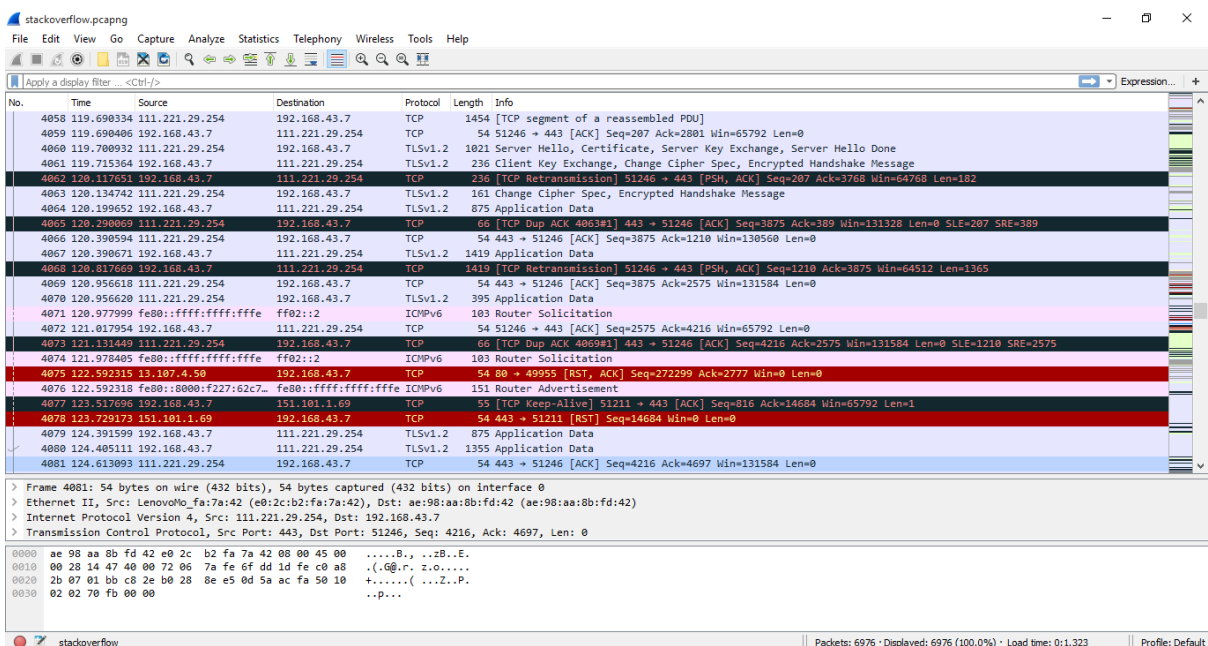 stackoverflow.pcapng
File Edit View Go Capture Analyze Statistics Telephony Wireless Tools Help
Apply a display filter ... <Ctrl-/> Expression... +
No. Time Source Destination Protocol Length Info
4058 119.690334 111.221.29.254 192.168.43.7 TCP 1454 [TCP segment of a reassembled PDU]
4059 119.690406 192.168.43.7 111.221.29.254 TCP 54 51246 → 443 [ACK] Seq=207 Ack=2801 Win=65792 Len=0
4060 119.700932 111.221.29.254 192.168.43.7 TLSv1.2 1021 Server Hello, Certificate, Server Key Exchange, Server Hello Done
4061 119.715364 192.168.43.7 111.221.29.254 TLSv1.2 236 Client Key Exchange, Change Cipher Spec, Encrypted Handshake Message
4062 120.117651 192.168.43.7 111.221.29.254 TCP 236 [TCP Retransmission] 51246 → 443 [PSH, ACK] Seq=207 Ack=3768 Win=64768 Len=182
4063 120.134742 111.221.29.254 192.168.43.7 TLSv1.2 161 Change Cipher Spec, Encrypted Handshake Message
4064 120.199652 192.168.43.7 111.221.29.254 TLSv1.2 875 Application Data
4065 120.290069 111.221.29.254 192.168.43.7 TCP 66 [TCP Dup ACK 4063#1] 443 → 51246 [ACK] Seq=3875 Ack=389 Win=131328 Len=0 SLE=207 SRE=389
4066 120.390594 111.221.29.254 192.168.43.7 TCP 54 443 → 51246 [ACK] Seq=3875 Ack=1210 Win=130560 Len=0
4067 120.390671 192.168.43.7 111.221.29.254 TLSv1.2 1419 Application Data
4068 120.817669 192.168.43.7 111.221.29.254 TCP 1419 [TCP Retransmission] 51246 → 443 [PSH, ACK] Seq=1210 Ack=3875 Win=64512 Len=1365
4069 120.956618 111.221.29.254 192.168.43.7 TCP 54 443 → 51246 [ACK] Seq=3875 Ack=2575 Win=131584 Len=0
4070 120.956620 111.221.29.254 192.168.43.7 TLSv1.2 395 Application Data
4071 120.977999 fe80::ffff:ffff:fffe ff02::2 ICMPv6 103 Router Solicitation
4072 121.017954 192.168.43.7 111.221.29.254 TCP 54 51246 → 443 [ACK] Seq=2575 Ack=4216 Win=65792 Len=0
4073 121.131449 111.221.29.254 192.168.43.7 TCP 66 [TCP Dup ACK 4069#1] 443 → 51246 [ACK] Seq=4216 Ack=2575 Win=131584 Len=0 SLE=1210 SRE=2575
4074 121.978405 fe80::ffff:ffff:fffe ff02::2 ICMPv6 103 Router Solicitation
4075 122.592315 13.107.4.50 192.168.43.7 TCP 54 80 → 49955 [RST, ACK] Seq=272299 Ack=2777 Win=0 Len=0
4076 122.592318 fe80::8000:f227:62c7… fe80::ffff:ffff:fffe ICMPv6 151 Router Advertisement
4077 123.517696 192.168.43.7 151.101.1.69 TCP 55 [TCP Keep-Alive] 51211 → 443 [ACK] Seq=816 Ack=14684 Win=65792 Len=1
4078 123.729173 151.101.1.69 192.168.43.7 TCP 54 443 → 51211 [RST] Seq=14684 Win=0 Len=0
4079 124.391599 192.168.43.7 111.221.29.254 TLSv1.2 875 Application Data
4080 124.405111 192.168.43.7 111.221.29.254 TLSv1.2 1355 Application Data
4081 124.613093 111.221.29.254 192.168.43.7 TCP 54 443 → 51246 [ACK] Seq=4216 Ack=4697 Win=131584 Len=0
> Frame 4081: 54 bytes on wire (432 bits), 54 bytes captured (432 bits) on interface 0
> Ethernet II, Src: LenovoMo_fa:7a:42 (e0:2c:b2:fa:7a:42), Dst: ae:98:aa:8b:fd:42 (ae:98:aa:8b:fd:42)
> Internet Protocol Version 4, Src: 111.221.29.254, Dst: 192.168.43.7
> Transmission Control Protocol, Src Port: 443, Dst Port: 51246, Seq: 4216, Ack: 4697, Len: 0
0000 ae 98 aa 8b fd 42 e0 2c b2 fa 7a 42 08 00 45 00 .....B., ..zB..E.
0010 00 28 14 47 40 00 72 06 7a fe 6f dd 1d fe c0 a8 .(.G@.r. z.o.....
0020 2b 07 01 bb c8 2e b0 28 8e e5 0d 5a ac fa 50 10 +......( ...Z..P.
0030 02 02 70 fb 00 00 ..p...
stackoverflow Packets: 6976 · Displayed: 6976 (100.0%) · Load time: 0:1.323 Profile: Default